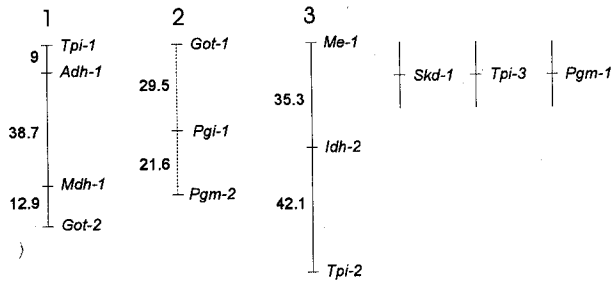 1 2 3
Tpi-1 Got-1 Me-1
9
Adh-1 Skd-1 Tpi-3 Pgm-1
29.5
35.3
38.7 Pgi-1
Idh-2
21.6
Mdh-1 Pgm-2
12.9 42.1
Got-2
Tpi-2